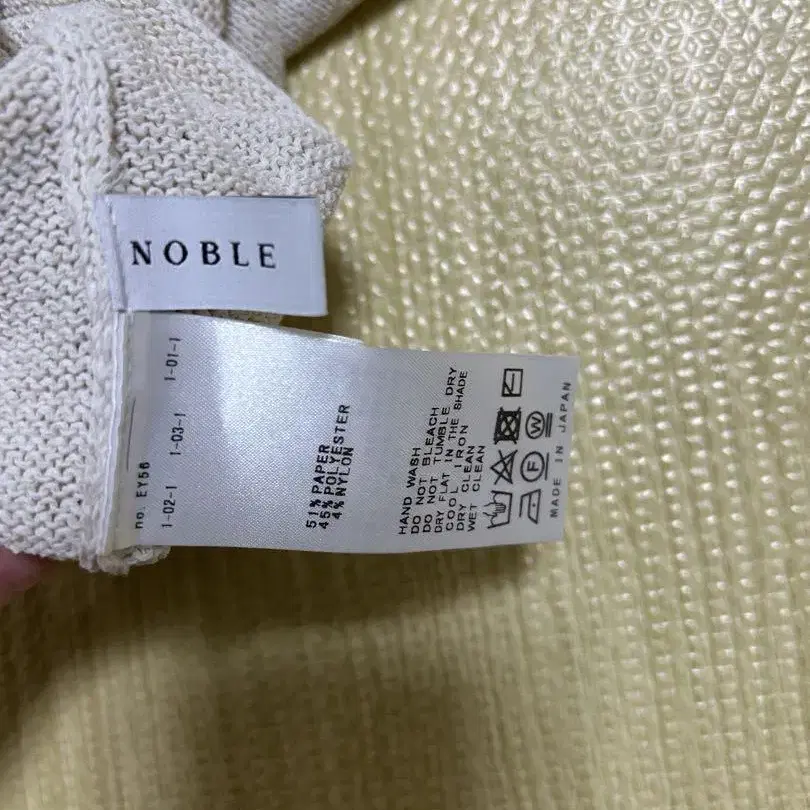 NOBLE
no. EY56
1-02-1 1-03-1 1-01-1
51% PAPER
45% POLYESTER
4% NYLON
HAND WASH
DO NOT BLEACH
DO NOT TUMBLE DRY
DRY FLAT IN THE SHADE
COOL IRON
DRY CLEAN
WET CLEAN
F W
MADE IN JAPAN